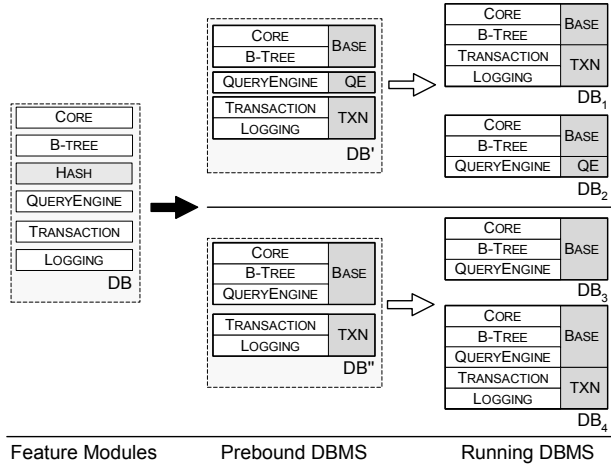 CORE
B-TREE
HASH
QUERYENGINE
TRANSACTION
LOGGING
DB
CORE
B-TREE
BASE
QUERYENGINE QE
TRANSACTION
LOGGING
TXN
DB'
CORE
B-TREE
QUERYENGINE
BASE
TRANSACTION
LOGGING
TXN
DB"
CORE
B-TREE
BASE
TRANSACTION
LOGGING
TXN
DB1
CORE
B-TREE
BASE
QUERYENGINE QE
DB2
CORE
B-TREE
QUERYENGINE
BASE
DB3
CORE
B-TREE
QUERYENGINE
BASE
TRANSACTION
LOGGING
TXN
DB4
Feature Modules Prebound DBMS Running DBMS